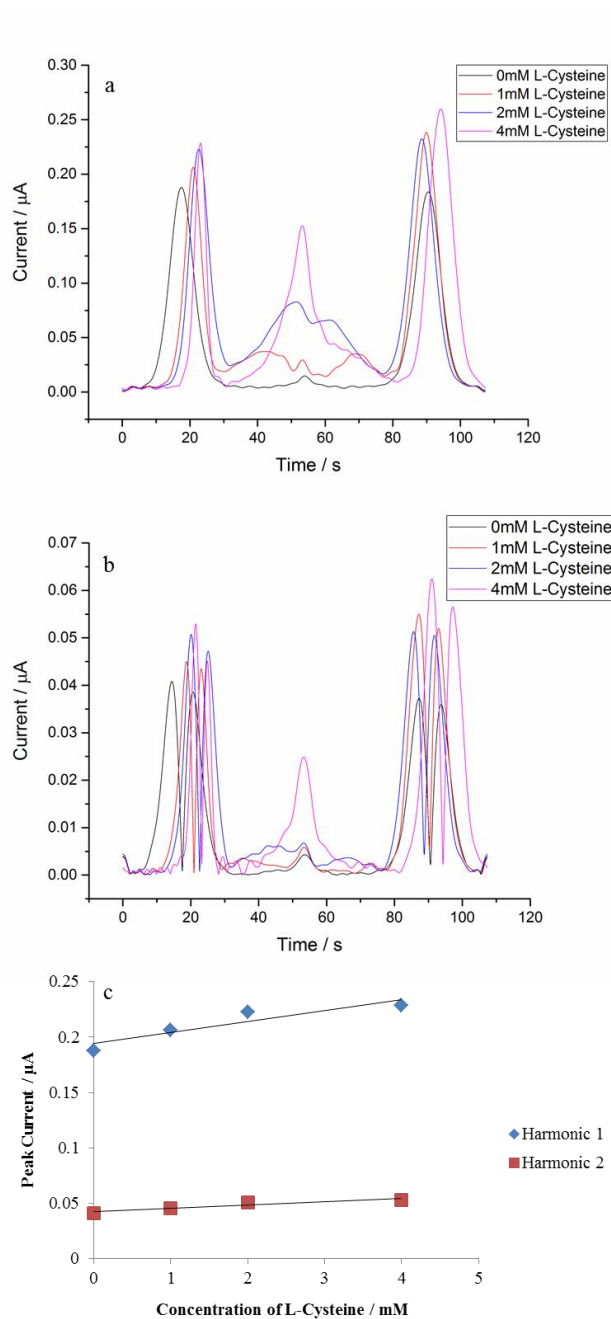 a
0mM L-Cysteine
1mM L-Cysteine
2mM L-Cysteine
4mM L-Cysteine
0.30
0.25
0.20
0.15
0.10
0.05
0.00
Current / μA
0 20 40 60 80 100 120
Time / s
b
0mM L-Cysteine
1mM L-Cysteine
2mM L-Cysteine
4mM L-Cysteine
0.07
0.06
0.05
0.04
0.03
0.02
0.01
0.00
Current / μA
0 20 40 60 80 100 120
Time / s
c
0.25
0.2
0.15
0.1
0.05
0
Peak Current / μA
Harmonic 1
Harmonic 2
0 1 2 3 4 5
Concentration of L-Cysteine / mM